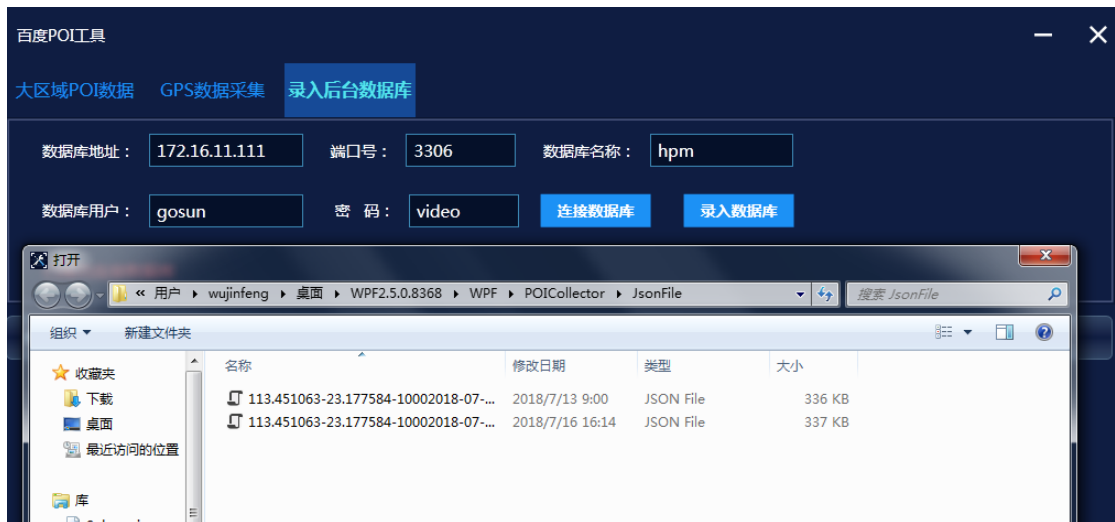 百度POI工具
大区域POI数据 GPS数据采集 录入后台数据库
数据库地址： 172.16.11.111 端口号： 3306 数据库名称： hpm
数据库用户： gosun 密 码： video 连接数据库 录入数据库
打开
« 用户 ▸ wujinfeng ▸ 桌面 ▸ WPF2.5.0.8368 ▸ WPF ▸ POICollector ▸ JsonFile 搜索 JsonFile
组织 新建文件夹
收藏夹 名称 修改日期 类型 大小
下载 113.451063-23.177584-10002018-07-... 2018/7/13 9:00 JSON File 336 KB
桌面 113.451063-23.177584-10002018-07-... 2018/7/16 16:14 JSON File 337 KB
最近访问的位置
库